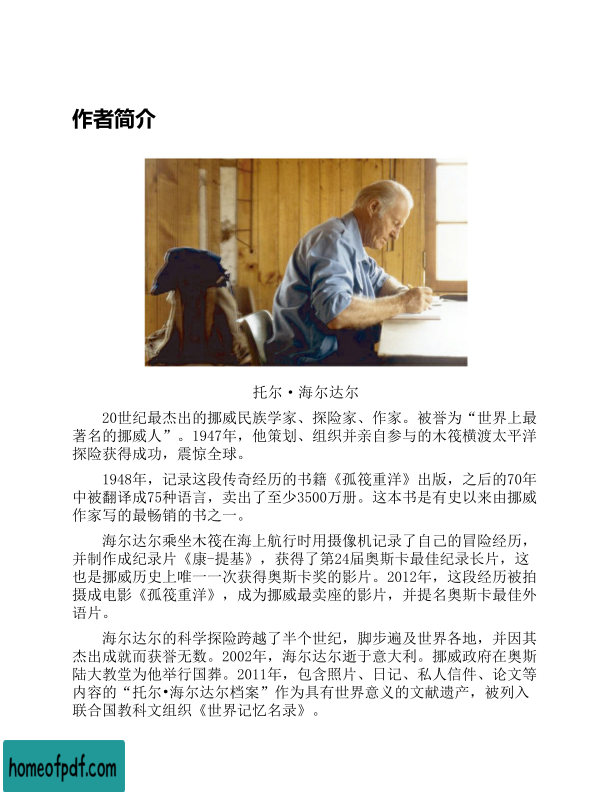 作者简介
托尔·海尔达尔
20世纪最杰出的挪威民族学家、探险家、作家。被誉为“世界上最
著名的挪威人”。1947年，他策划、组织并亲自参与的木筏横渡太平洋
探险获得成功，震惊全球。
1948年，记录这段传奇经历的书籍《孤筏重洋》出版，之后的70年
中被翻译成75种语言，卖出了至少3500万册。这本书是有史以来由挪威
作家写的最畅销的书之一。
海尔达尔乘坐木筏在海上航行时用摄像机记录了自己的冒险经历，
并制作成纪录片《康-提基》，获得了第24届奥斯卡最佳纪录长片，这
也是挪威历史上唯一一次获得奥斯卡奖的影片。2012年，这段经历被拍
摄成电影《孤筏重洋》，成为挪威最卖座的影片，并提名奥斯卡最佳外
语片。
海尔达尔的科学探险跨越了半个世纪，脚步遍及世界各地，并因其
杰出成就而获誉无数。2002年，海尔达尔逝于意大利。挪威政府在奥斯
陆大教堂为他举行国葬。2011年，包含照片、日记、私人信件、论文等
内容的“托尔•海尔达尔档案”作为具有世界意义的文献遗产，被列入
联合国教科文组织《世界记忆名录》。
homeofpdf.com